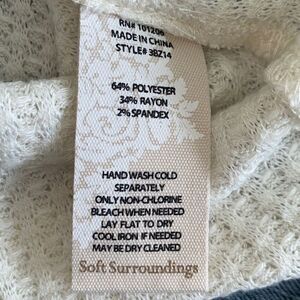 RN# 101206
MADE IN CHINA
STYLE# 3BZ14
64% POLYESTER
34% RAYON
2% SPANDEX
HAND WASH COLD
SEPARATELY
ONLY NON-CHLORINE
BLEACH WHEN NEEDED
LAY FLAT TO DRY
COOL IRON IF NEEDED
MAY BE DRY CLEANED
Soft Surroundings